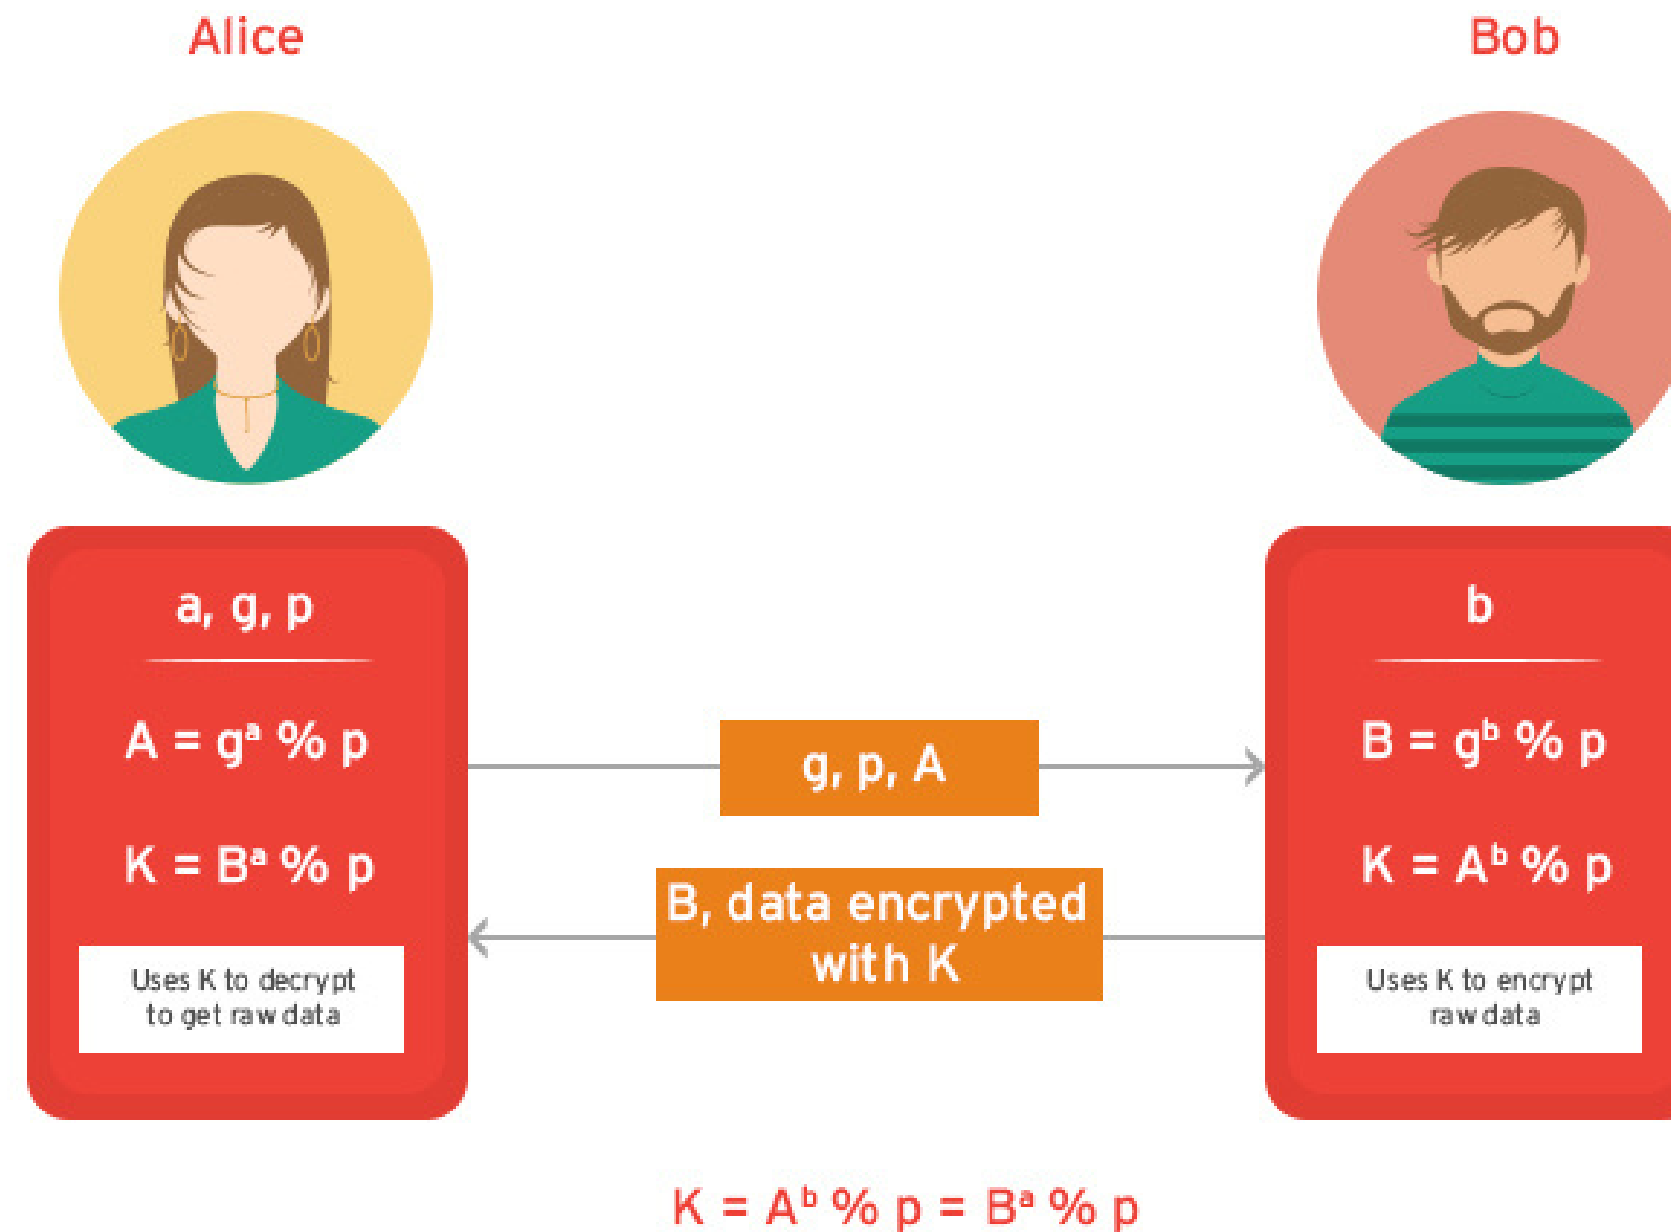 Alice
Bob
a, g, p
A = gᵃ % p
K = Bᵃ % p
Uses K to decrypt
to get raw data
g, p, A
B, data encrypted
with K
b
B = gᵇ % p
K = Aᵇ % p
Uses K to encrypt
raw data
K = Aᵇ % p = Bᵃ % p